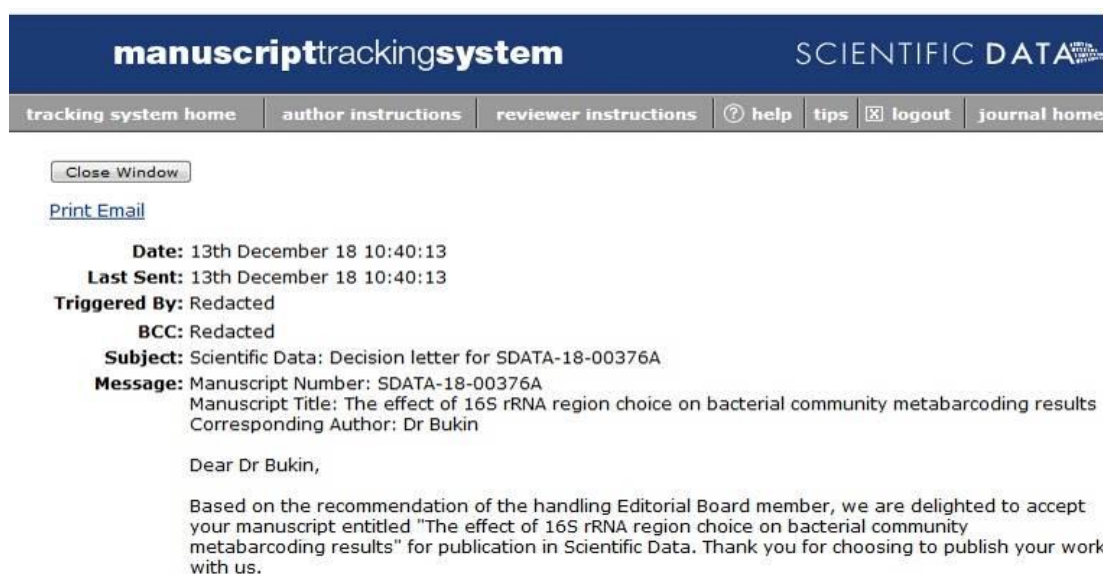 manuscripttrackingsystem SCIENTIFIC DATA
tracking system home author instructions reviewer instructions ? help tips X logout journal home
Close Window
Print Email
Date: 13th December 18 10:40:13
Last Sent: 13th December 18 10:40:13
Triggered By: Redacted
BCC: Redacted
Subject: Scientific Data: Decision letter for SDATA-18-00376A
Message: Manuscript Number: SDATA-18-00376A
Manuscript Title: The effect of 16S rRNA region choice on bacterial community metabarcoding results
Corresponding Author: Dr Bukin
Dear Dr Bukin,
Based on the recommendation of the handling Editorial Board member, we are delighted to accept
your manuscript entitled "The effect of 16S rRNA region choice on bacterial community
metabarcoding results" for publication in Scientific Data. Thank you for choosing to publish your work
with us.